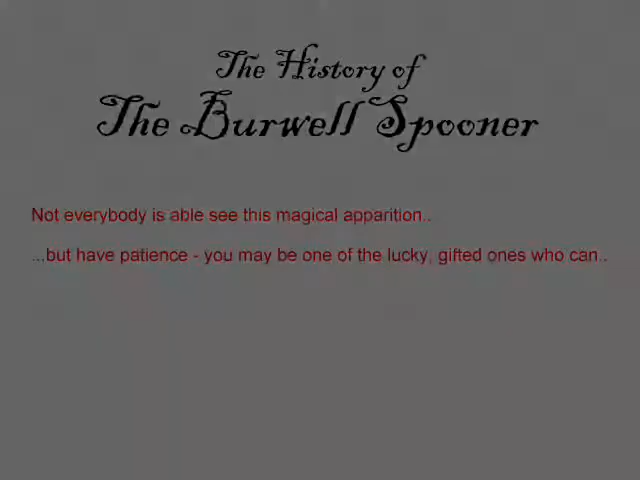 The History of
The Burwell Spooner
Not everybody is able see this magical apparition..
...but have patience - you may be one of the lucky, gifted ones who can..